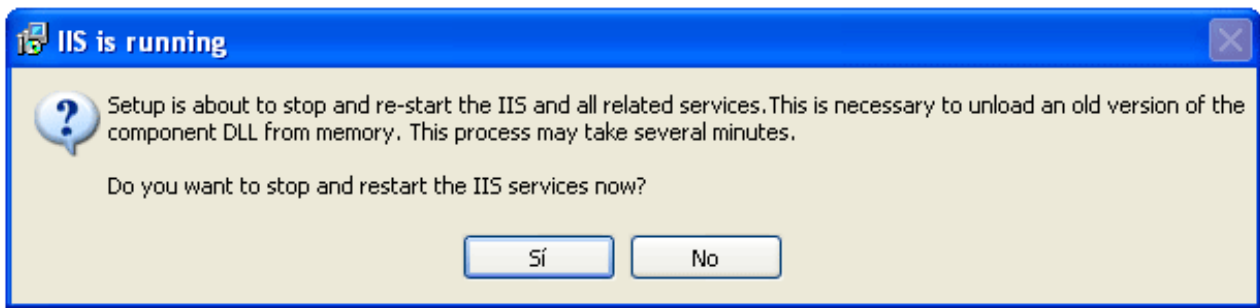 IIS is running
Setup is about to stop and re-start the IIS and all related services.This is necessary to unload an old version of the
component DLL from memory. This process may take several minutes.
Do you want to stop and restart the IIS services now?
Sí
No